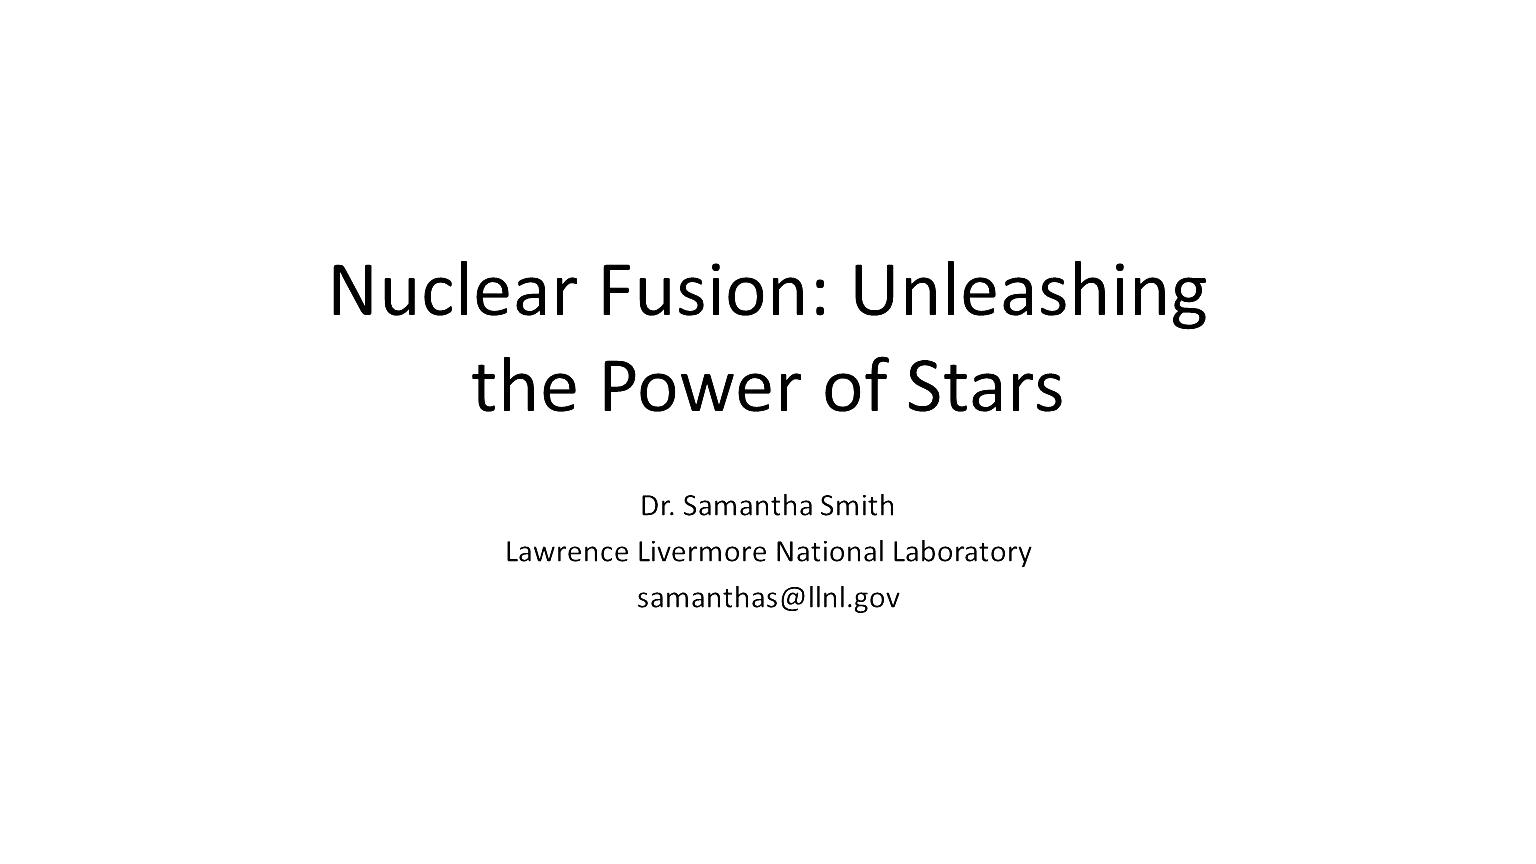 Nuclear Fusion: Unleashing
the Power of Stars
Dr. Samantha Smith
Lawrence Livermore National Laboratory
samanthas@llnl.gov